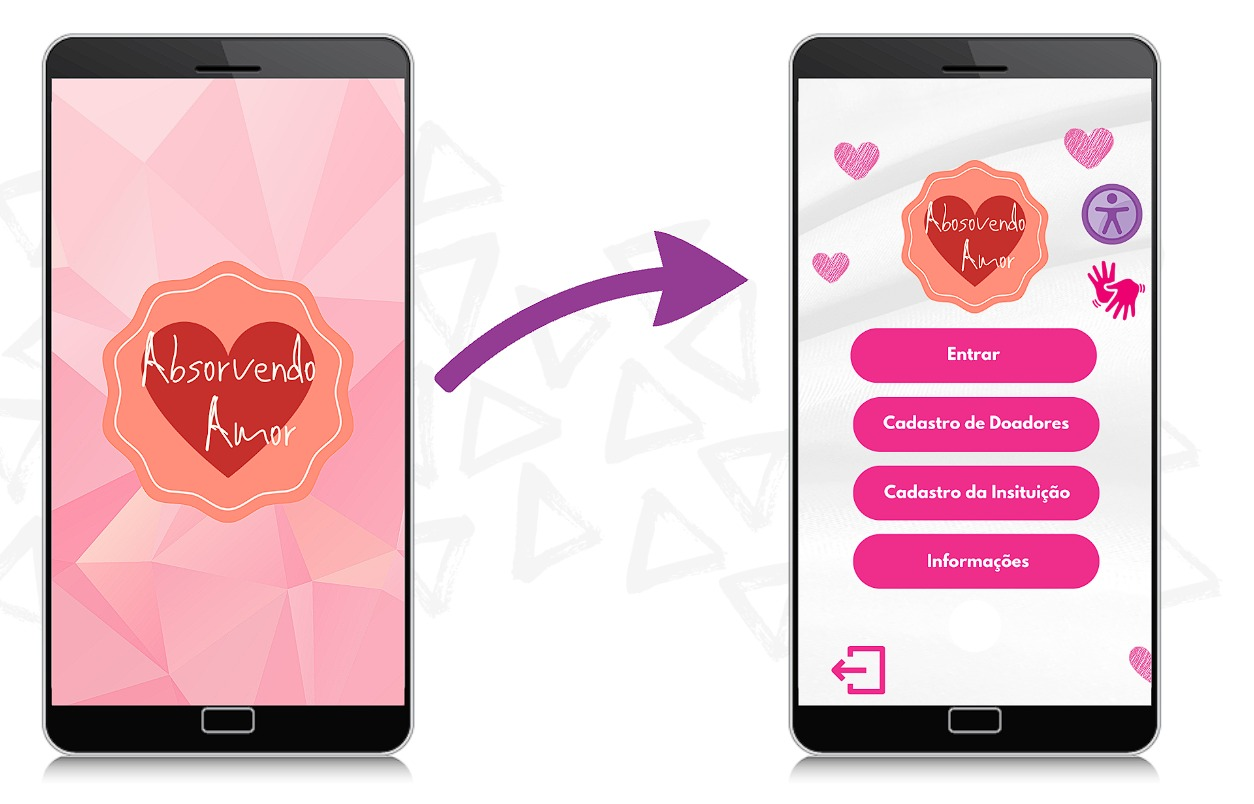 Absorvendo
Amor
Abosovendo
Amor
Entrar
Cadastro de Doadores
Cadastro da Insituição
Informações